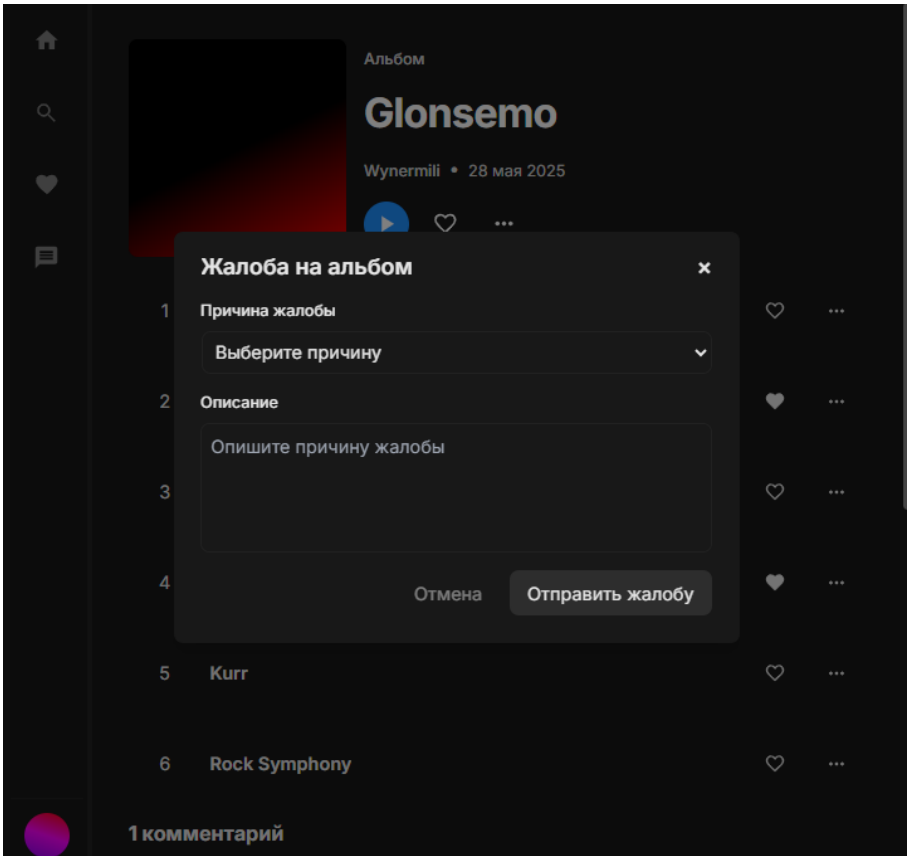 Альбом
Glonsemo
Wynermili • 28 мая 2025
Жалоба на альбом
Причина жалобы
Выберите причину
Описание
Опишите причину жалобы
Отмена Отправить жалобу
1
2
3
4
5 Kurr
6 Rock Symphony
1 комментарий